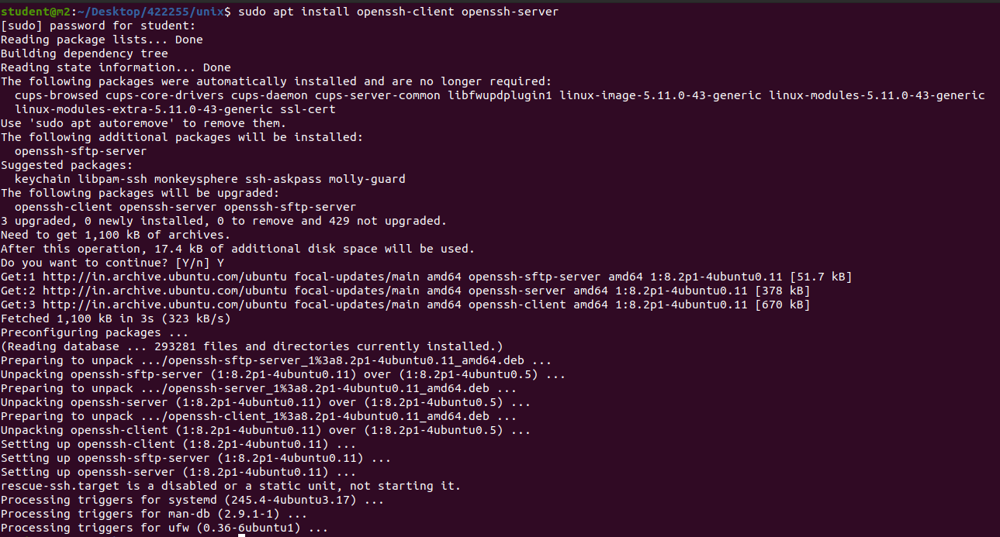 student@m2:~/Desktop/422255/unix$ sudo apt install openssh-client openssh-server
[sudo] password for student:
Reading package lists... Done
Building dependency tree
Reading state information... Done
The following packages were automatically installed and are no longer required:
  cups-browsed cups-core-drivers cups-daemon cups-server-common libfwupdplugin1 linux-image-5.11.0-43-generic linux-modules-5.11.0-43-generic
  linux-modules-extra-5.11.0-43-generic ssl-cert
Use 'sudo apt autoremove' to remove them.
The following additional packages will be installed:
  openssh-sftp-server
Suggested packages:
  keychain libpam-ssh monkeysphere ssh-askpass molly-guard
The following packages will be upgraded:
  openssh-client openssh-server openssh-sftp-server
3 upgraded, 0 newly installed, 0 to remove and 429 not upgraded.
Need to get 1,100 kB of archives.
After this operation, 17.4 kB of additional disk space will be used.
Do you want to continue? [Y/n] Y
Get:1 http://in.archive.ubuntu.com/ubuntu focal-updates/main amd64 openssh-sftp-server amd64 1:8.2p1-4ubuntu0.11 [51.7 kB]
Get:2 http://in.archive.ubuntu.com/ubuntu focal-updates/main amd64 openssh-server amd64 1:8.2p1-4ubuntu0.11 [378 kB]
Get:3 http://in.archive.ubuntu.com/ubuntu focal-updates/main amd64 openssh-client amd64 1:8.2p1-4ubuntu0.11 [670 kB]
Fetched 1,100 kB in 3s (323 kB/s)
Preconfiguring packages ...
(Reading database ... 293281 files and directories currently installed.)
Preparing to unpack .../openssh-sftp-server_1%3a8.2p1-4ubuntu0.11_amd64.deb ...
Unpacking openssh-sftp-server (1:8.2p1-4ubuntu0.11) over (1:8.2p1-4ubuntu0.5) ...
Preparing to unpack .../openssh-server_1%3a8.2p1-4ubuntu0.11_amd64.deb ...
Unpacking openssh-server (1:8.2p1-4ubuntu0.11) over (1:8.2p1-4ubuntu0.5) ...
Preparing to unpack .../openssh-client_1%3a8.2p1-4ubuntu0.11_amd64.deb ...
Unpacking openssh-client (1:8.2p1-4ubuntu0.11) over (1:8.2p1-4ubuntu0.5) ...
Setting up openssh-client (1:8.2p1-4ubuntu0.11) ...
Setting up openssh-sftp-server (1:8.2p1-4ubuntu0.11) ...
Setting up openssh-server (1:8.2p1-4ubuntu0.11) ...
rescue-ssh.target is a disabled or a static unit, not starting it.
Processing triggers for systemd (245.4-4ubuntu3.17) ...
Processing triggers for man-db (2.9.1-1) ...
Processing triggers for ufw (0.36-6ubuntu1) ...